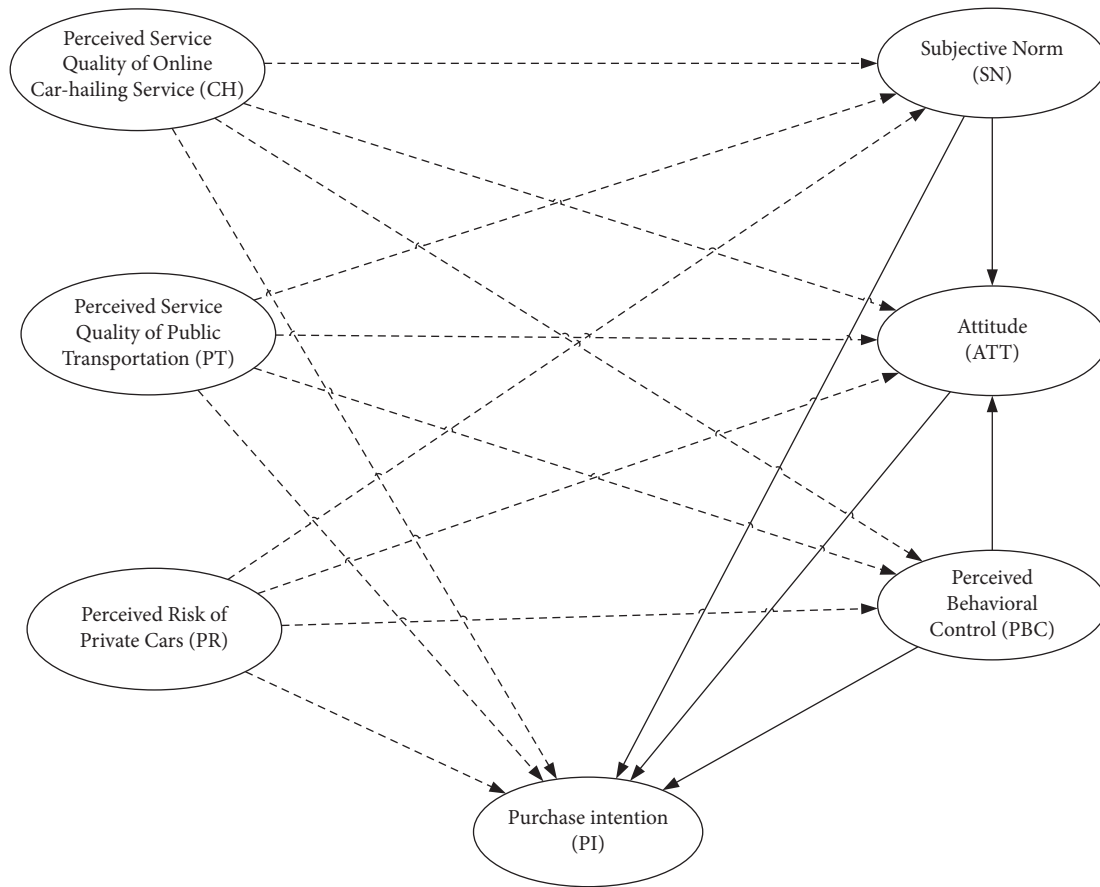 Perceived Service
Quality of Online
Car-hailing Service (CH)
Subjective Norm
(SN)
Perceived Service
Quality of Public
Transportation (PT)
Attitude
(ATT)
Perceived Risk of
Private Cars (PR)
Perceived
Behavioral
Control (PBC)
Purchase intention
(PI)